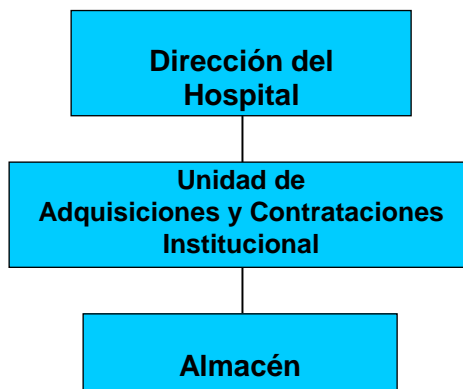 Dirección del
Hospital
Unidad de
Adquisiciones y Contrataciones
Institucional
Almacén